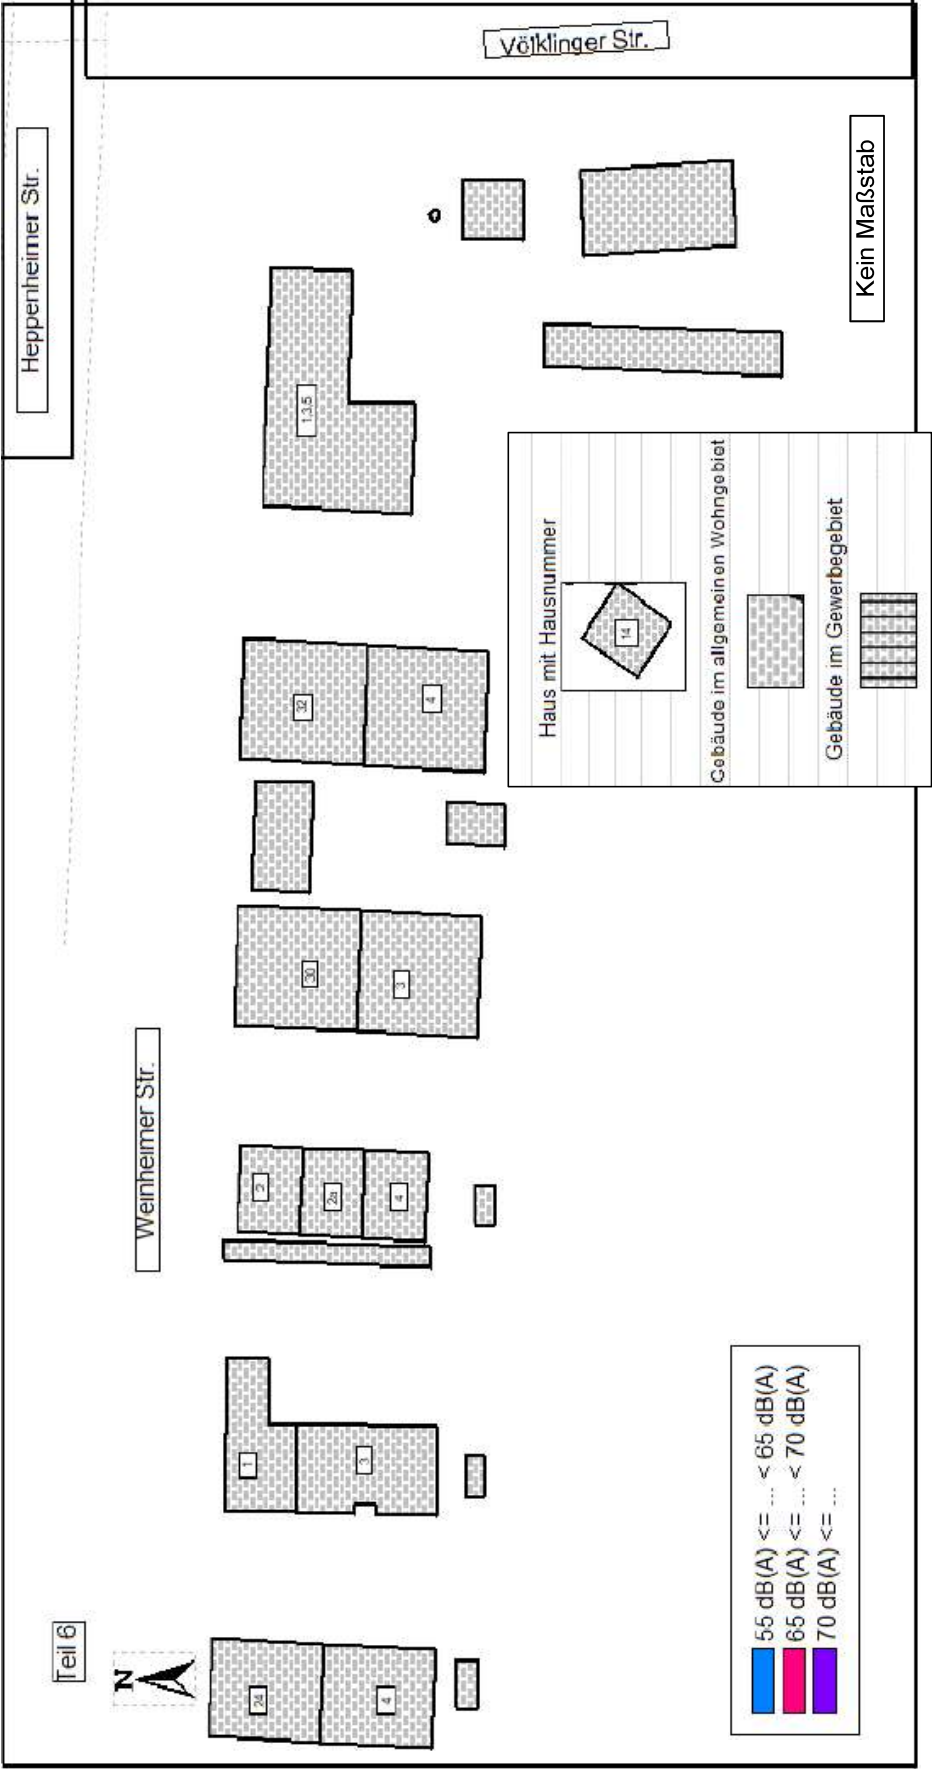 Teil 6
N
Weinheimer Str.
Heppenheimer Str.
Völklinger Str.
24
4
1
3
2
2a
4
30
3
32
4
1,3,5
55 dB(A) <= ... < 65 dB(A)
65 dB(A) <= ... < 70 dB(A)
70 dB(A) <= ...
Haus mit Hausnummer
14
Gebäude im allgemeinen Wohngebiet
Gebäude im Gewerbegebiet
Kein Maßstab